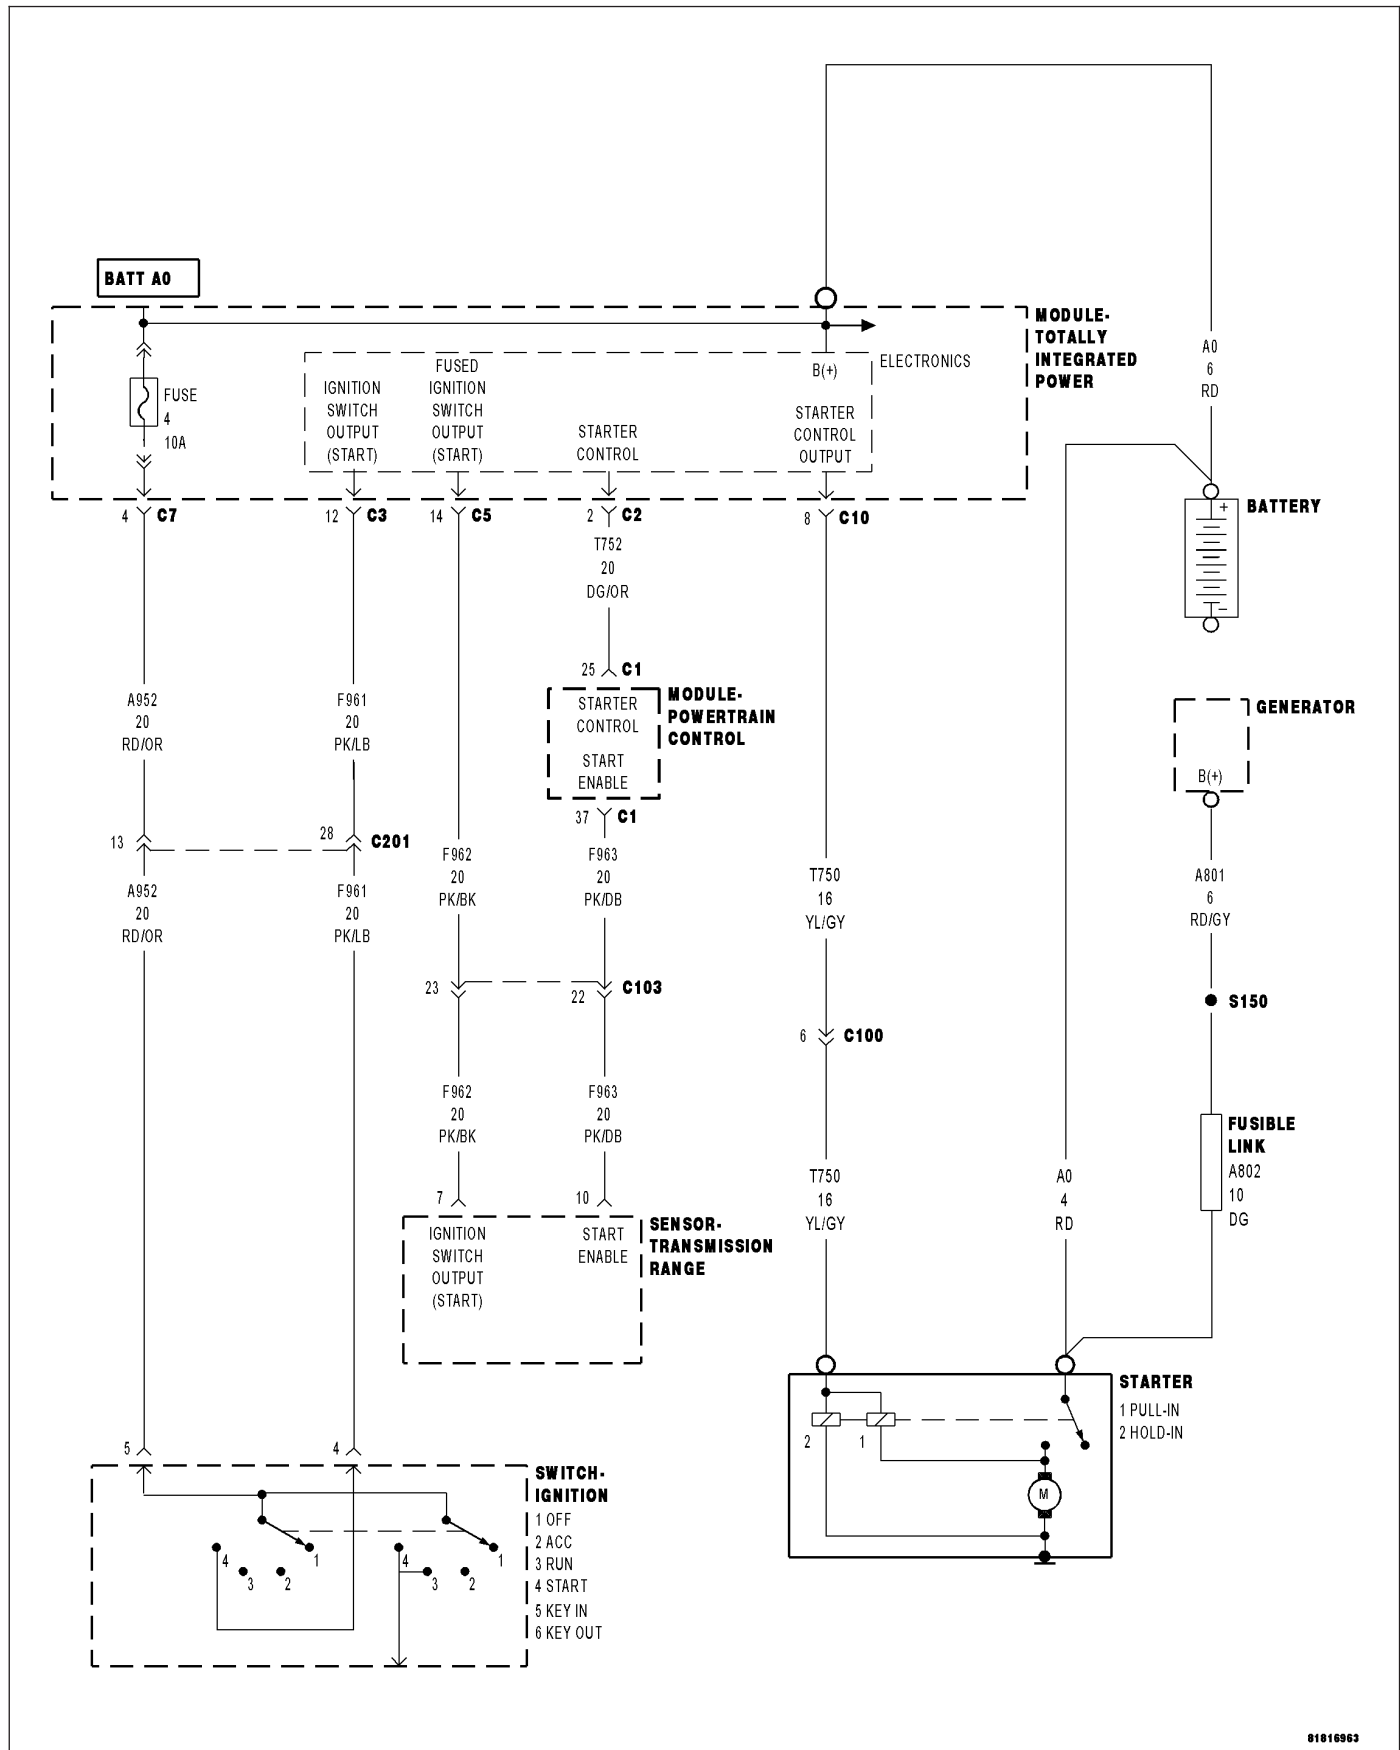 BATT A0
MODULE-
TOTALLY
INTEGRATED
POWER
FUSE
4
10A
IGNITION
SWITCH
OUTPUT
(START)
FUSED
IGNITION
SWITCH
OUTPUT
(START)
STARTER
CONTROL
B(+)
STARTER
CONTROL
OUTPUT
ELECTRONICS
A0
6
RD
4 C7
12 C3
14 C5
2 C2
8 C10
+
-
BATTERY
T752
20
DG/OR
25 C1
STARTER
CONTROL
START
ENABLE
MODULE-
POWERTRAIN
CONTROL
37 C1
A952
20
RD/OR
F961
20
PK/LB
GENERATOR
B(+)
13
28
C201
A952
20
RD/OR
F961
20
PK/LB
F962
20
PK/BK
F963
20
PK/DB
T750
16
YL/GY
A801
6
RD/GY
23
22
C103
S150
6 C100
F962
20
PK/BK
F963
20
PK/DB
T750
16
YL/GY
A0
4
RD
FUSIBLE
LINK
A802
10
DG
7
10
IGNITION
SWITCH
OUTPUT
(START)
START
ENABLE
SENSOR-
TRANSMISSION
RANGE
STARTER
1 PULL-IN
2 HOLD-IN
2
1
M
5
4
SWITCH-
IGNITION
1 OFF
2 ACC
3 RUN
4 START
5 KEY IN
6 KEY OUT
4
3
2
1
4
3
2
1
81816963